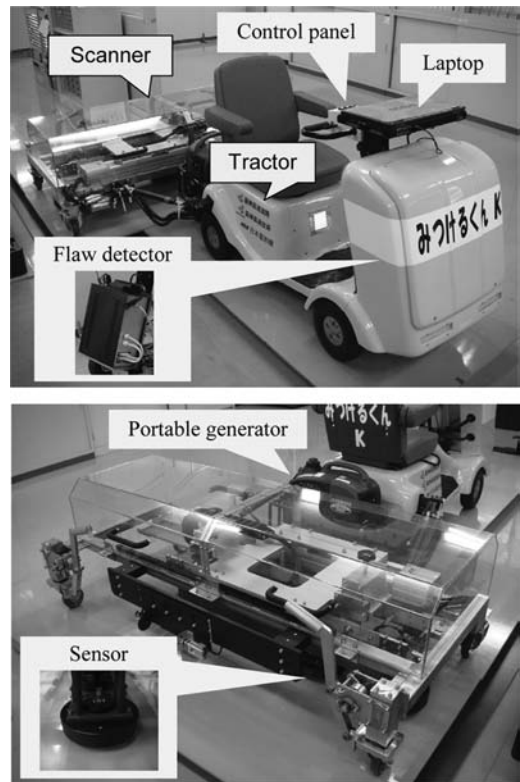 Control panel
Scanner
Laptop
Tractor
みつけるくん K
Flaw detector
Portable generator
みつける
くん
K
Sensor